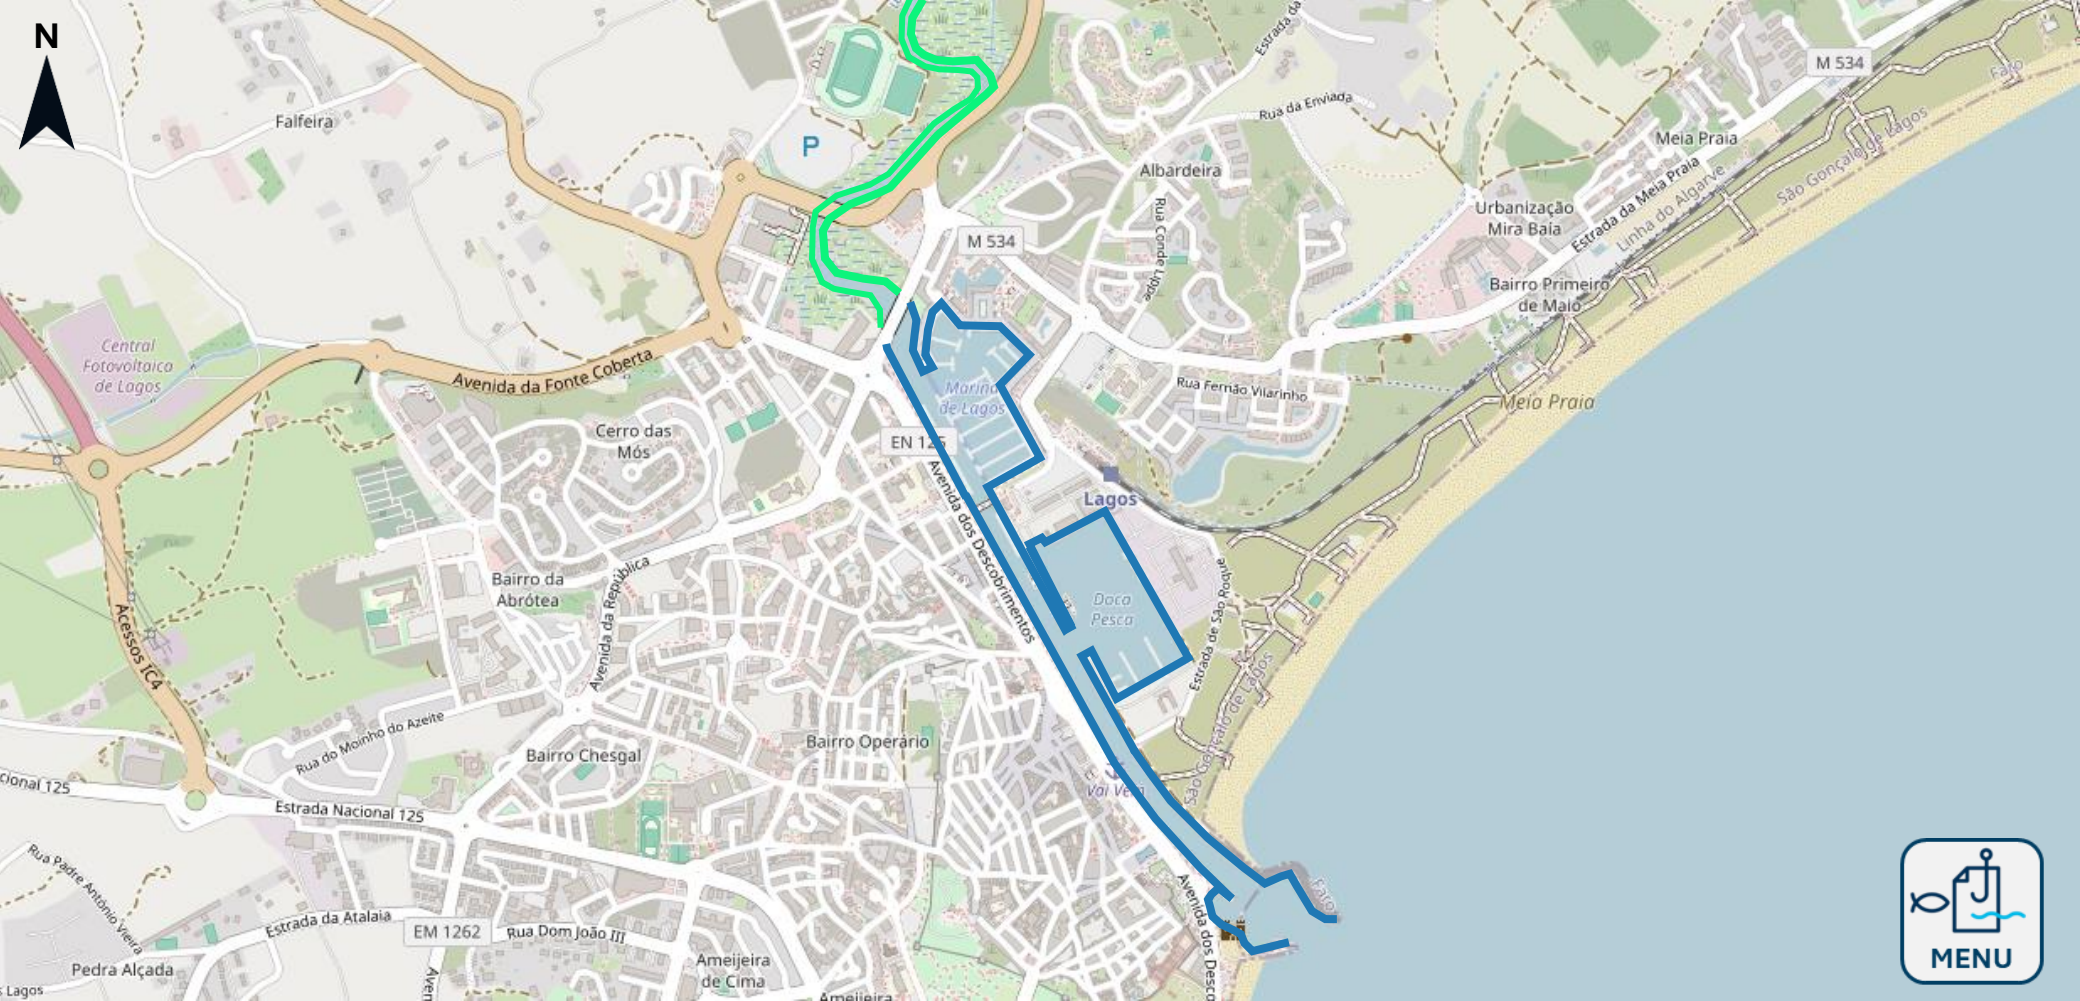 N
M 534
Faro
Falfeira
Estrada da
Rua da Enviada
Meia Praia
São Gonçalo de Lagos
P
Albardeira
Estrada da Meia Praia
Linha do Algarve
Urbanização
Mira Baía
Rua Conde Lippe
M 534
Bairro Primeiro
de Maio
Central
Fotovoltaica
de Lagos
Avenida da Fonte Coberta
Marina
de Lagos
Rua Fernão Vilarinho
Meia Praia
Cerro das
Mós
EN 125
Lagos
Avenida dos Descobrimentos
Bairro da
Abrótea
Avenida da República
Doca
Pesca
Estrada de São Roque
Acessos IC4
São Gonçalo de Lagos
Rua do Moinho do Azeite
Bairro Chesgal
Bairro Operário
cional 125
Estrada Nacional 125
Rua Padre António Vieira
Faro
Avenida dos Desco
Estrada da Atalaia
EM 1262
Rua Dom João III
Pedra Alçada
Ameijeira
de Cima
Lagos
Aven
Ameijeira
MENU